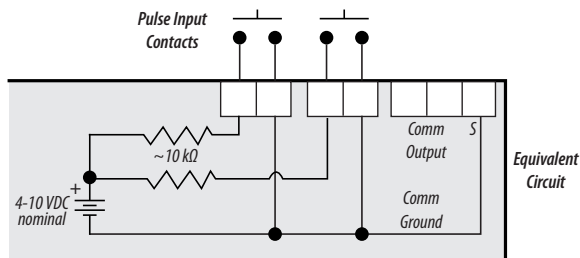 Pulse Input
Contacts
~10 kΩ
Comm
Output
S
Equivalent
Circuit
+
4-10 VDC
nominal
Comm
Ground